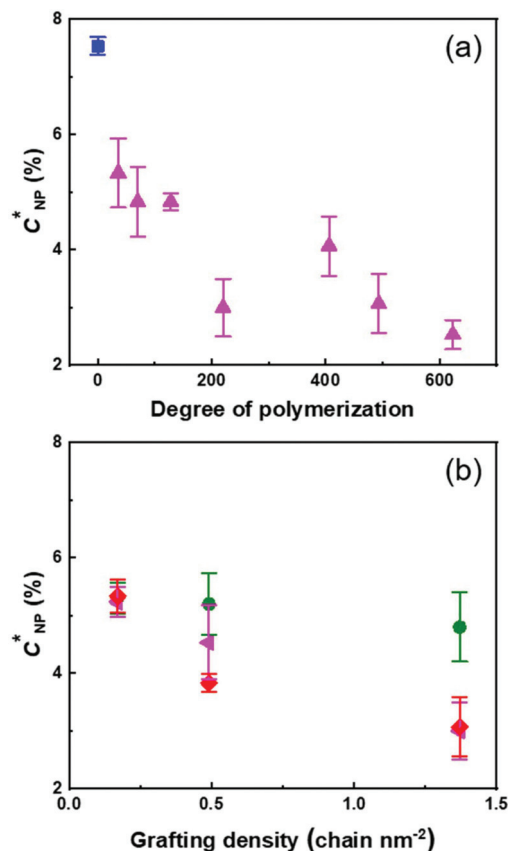 (a)
8
6
4
2
C*NP (%)
0
200
400
600
Degree of polymerization
(b)
8
6
4
2
C*NP (%)
0.0
0.5
1.0
1.5
Grafting density (chain nm-2)